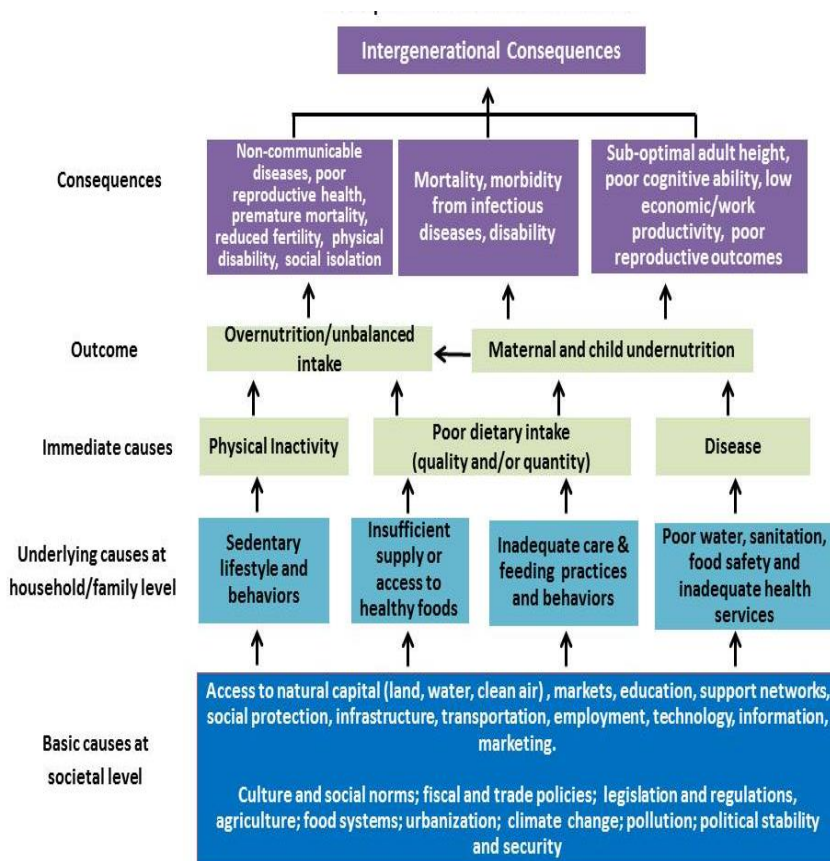 Intergenerational Consequences
Consequences
Non-communicable
diseases, poor
reproductive health,
premature mortality,
reduced fertility, physical
disability, social isolation
Mortality, morbidity
from infectious
diseases, disability
Sub-optimal adult height,
poor cognitive ability, low
economic/work
productivity, poor
reproductive outcomes
Outcome
Overnutrition/unbalanced
intake
Maternal and child undernutrition
Immediate causes
Physical Inactivity
Poor dietary intake
(quality and/or quantity)
Disease
Underlying causes at
household/family level
Sedentary
lifestyle and
behaviors
Insufficient
supply or
access to
healthy foods
Inadequate care &
feeding practices
and behaviors
Poor water, sanitation,
food safety and
inadequate health
services
Basic causes at
societal level
Access to natural capital (land, water, clean air) , markets, education, support networks,
social protection, infrastructure, transportation, employment, technology, information,
marketing.
Culture and social norms; fiscal and trade policies; legislation and regulations,
agriculture; food systems; urbanization; climate change; pollution; political stability
and security